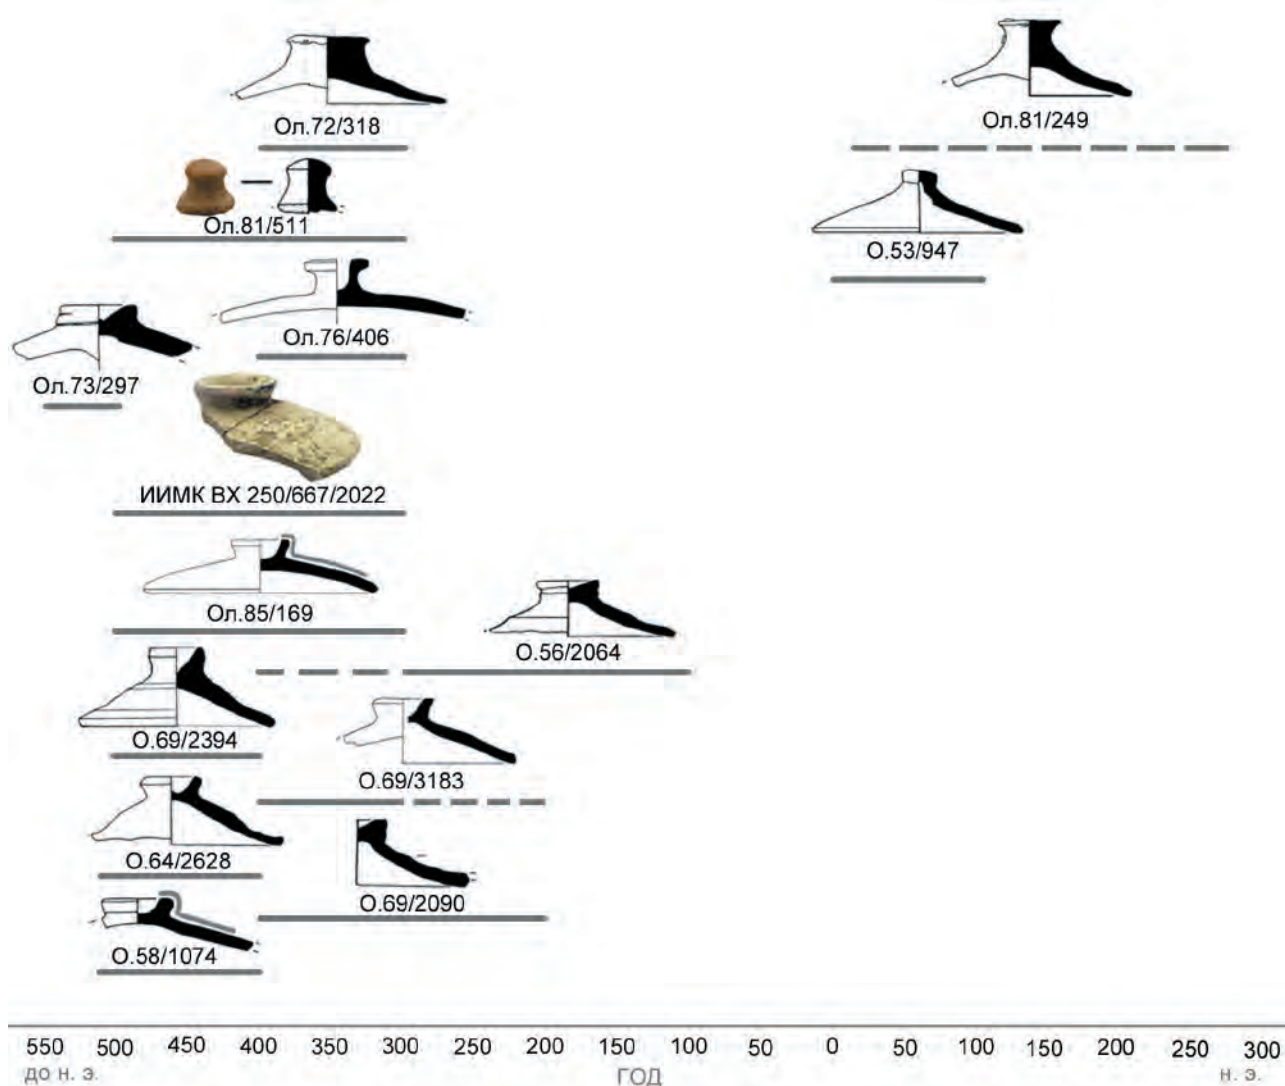 Ол.72/318
Ол.81/249
Ол.81/511
О.53/947
Ол.76/406
Ол.73/297
ИИМК ВХ 250/667/2022
Ол.85/169
О.56/2064
О.69/2394
О.69/3183
О.64/2628
О.69/2090
О.58/1074
550 500 450 400 350 300 250 200 150 100 50 0 50 100 150 200 250 300
до н. э. ГОД н. э.